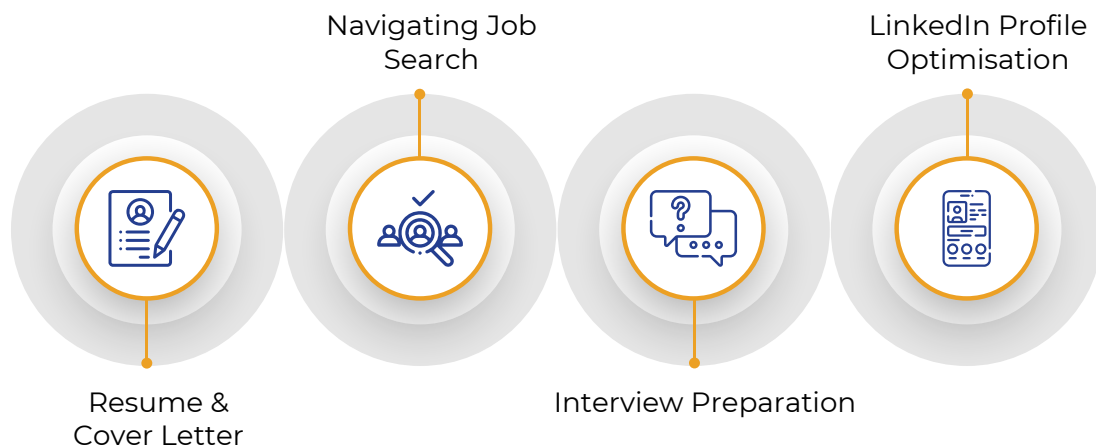 Navigating Job
Search
LinkedIn Profile
Optimisation
Resume &
Cover Letter
Interview Preparation